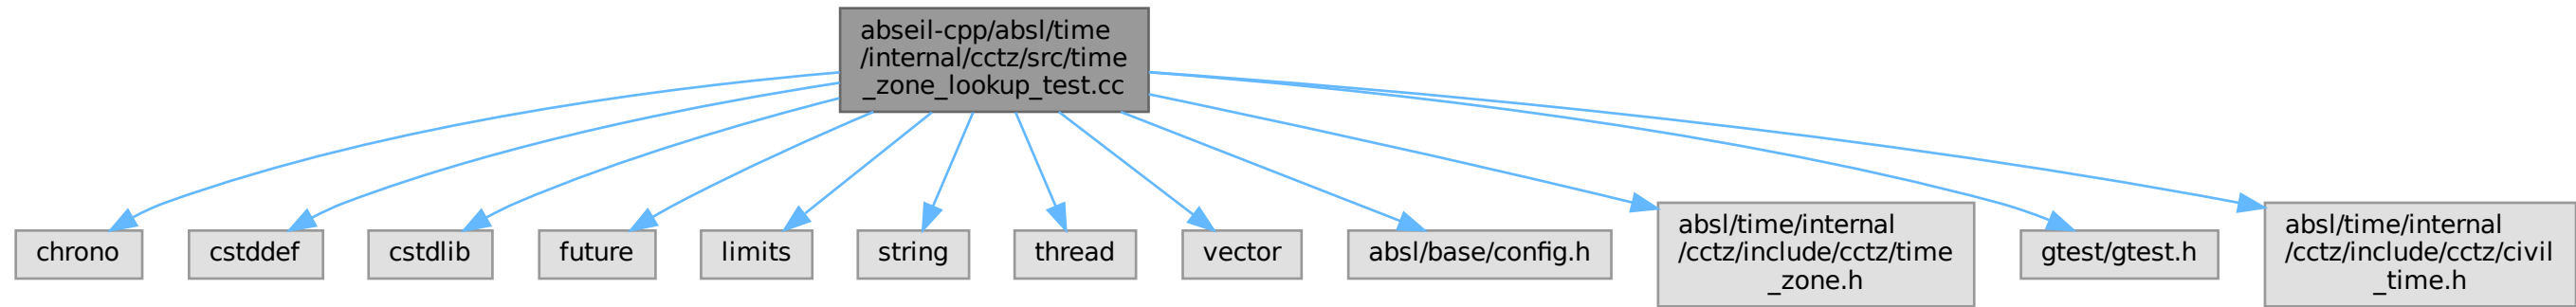 abseil-cpp/absl/time
/internal/cctz/src/time
_zone_lookup_test.cc
chrono
cstddef
cstdlib
future
limits
string
thread
vector
absl/base/config.h
absl/time/internal
/cctz/include/cctz/time
_zone.h
gtest/gtest.h
absl/time/internal
/cctz/include/cctz/civil
_time.h